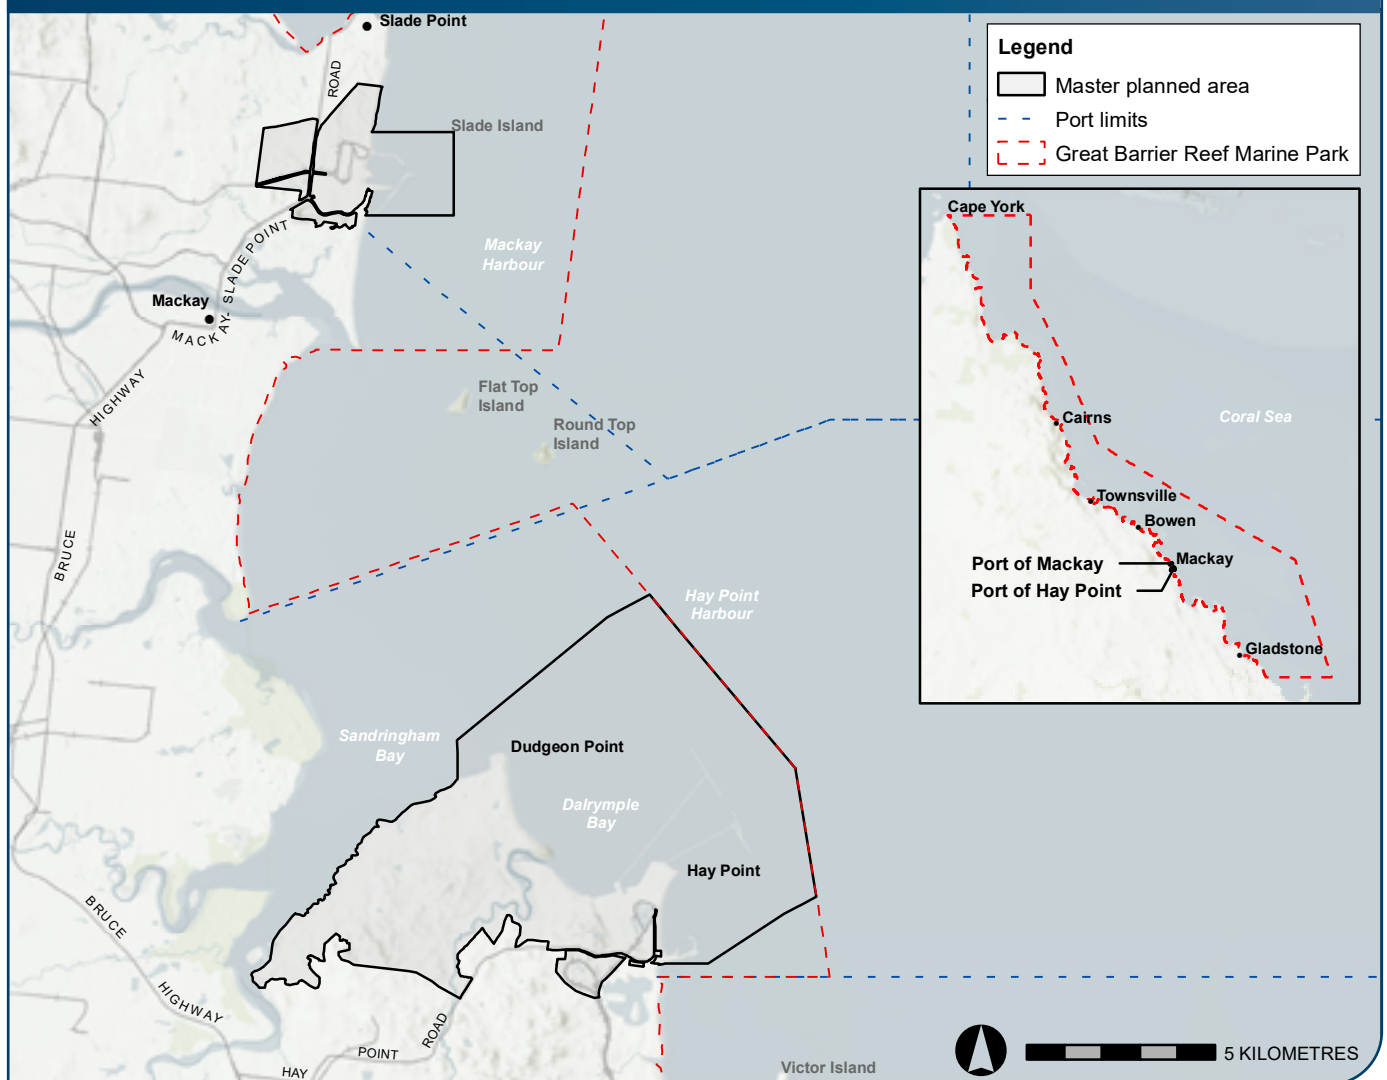 Slade Point
ROAD
Slade Island
Mackay
Harbour
MACKAY- SLADE POINT
Mackay
HIGHWAY
BRUCE
Flat Top
Island
Round Top
Island
Hay Point
Harbour
Sandringham
Bay
Dudgeon Point
Dalrymple
Bay
Hay Point
BRUCE
HIGHWAY
HAY
POINT
ROAD
Victor Island
5 KILOMETRES
Legend
Master planned area
Port limits
Great Barrier Reef Marine Park
Cape York
Coral Sea
Cairns
Townsville
Bowen
Mackay
Port of Mackay
Port of Hay Point
Gladstone